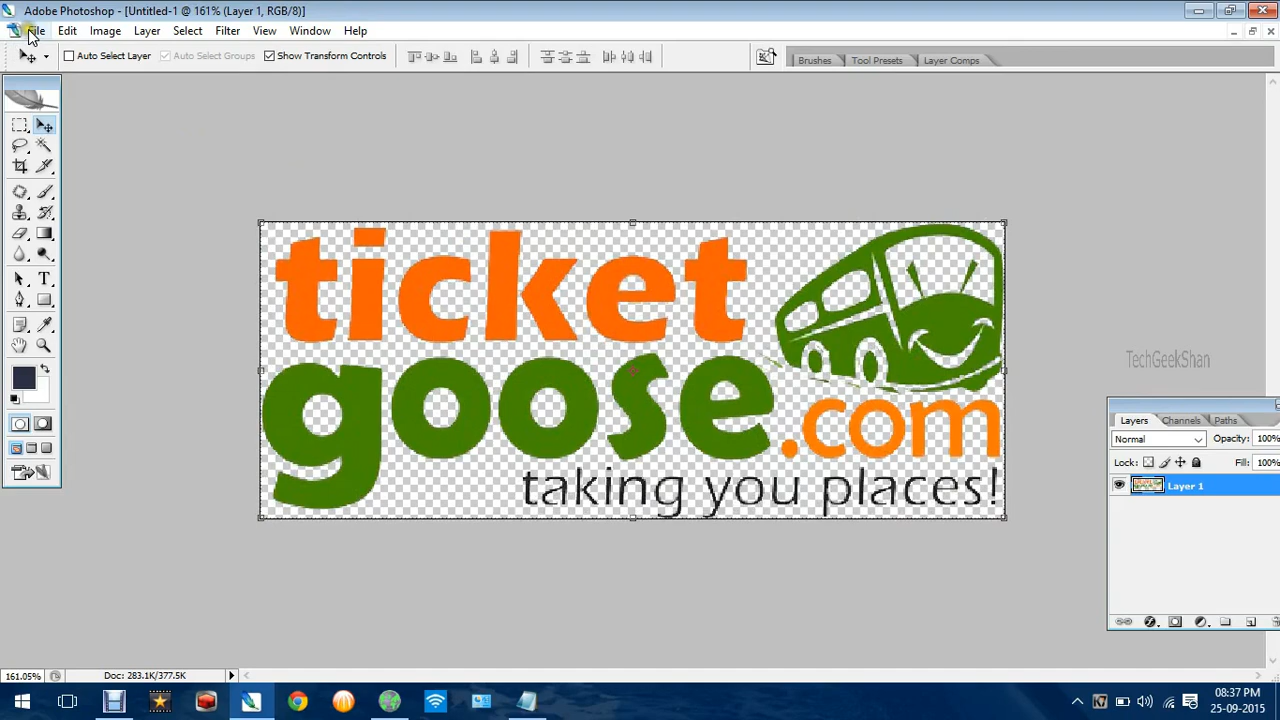 Adobe Photoshop - [Untitled-1 @ 161% (Layer 1, RGB/8)]
File Edit Image Layer Select Filter View Window Help
Auto Select Layer Auto Select Groups Show Transform Controls
Brushes Tool Presets Layer Comps
ticket
goose
.com
taking you places!
TechGeekShan
Layers Channels Paths
Normal Opacity: 100%
Lock: Fill: 100%
Layer 1
161.05% Doc: 283.1K/377.5K
08:37 PM
25-09-2015